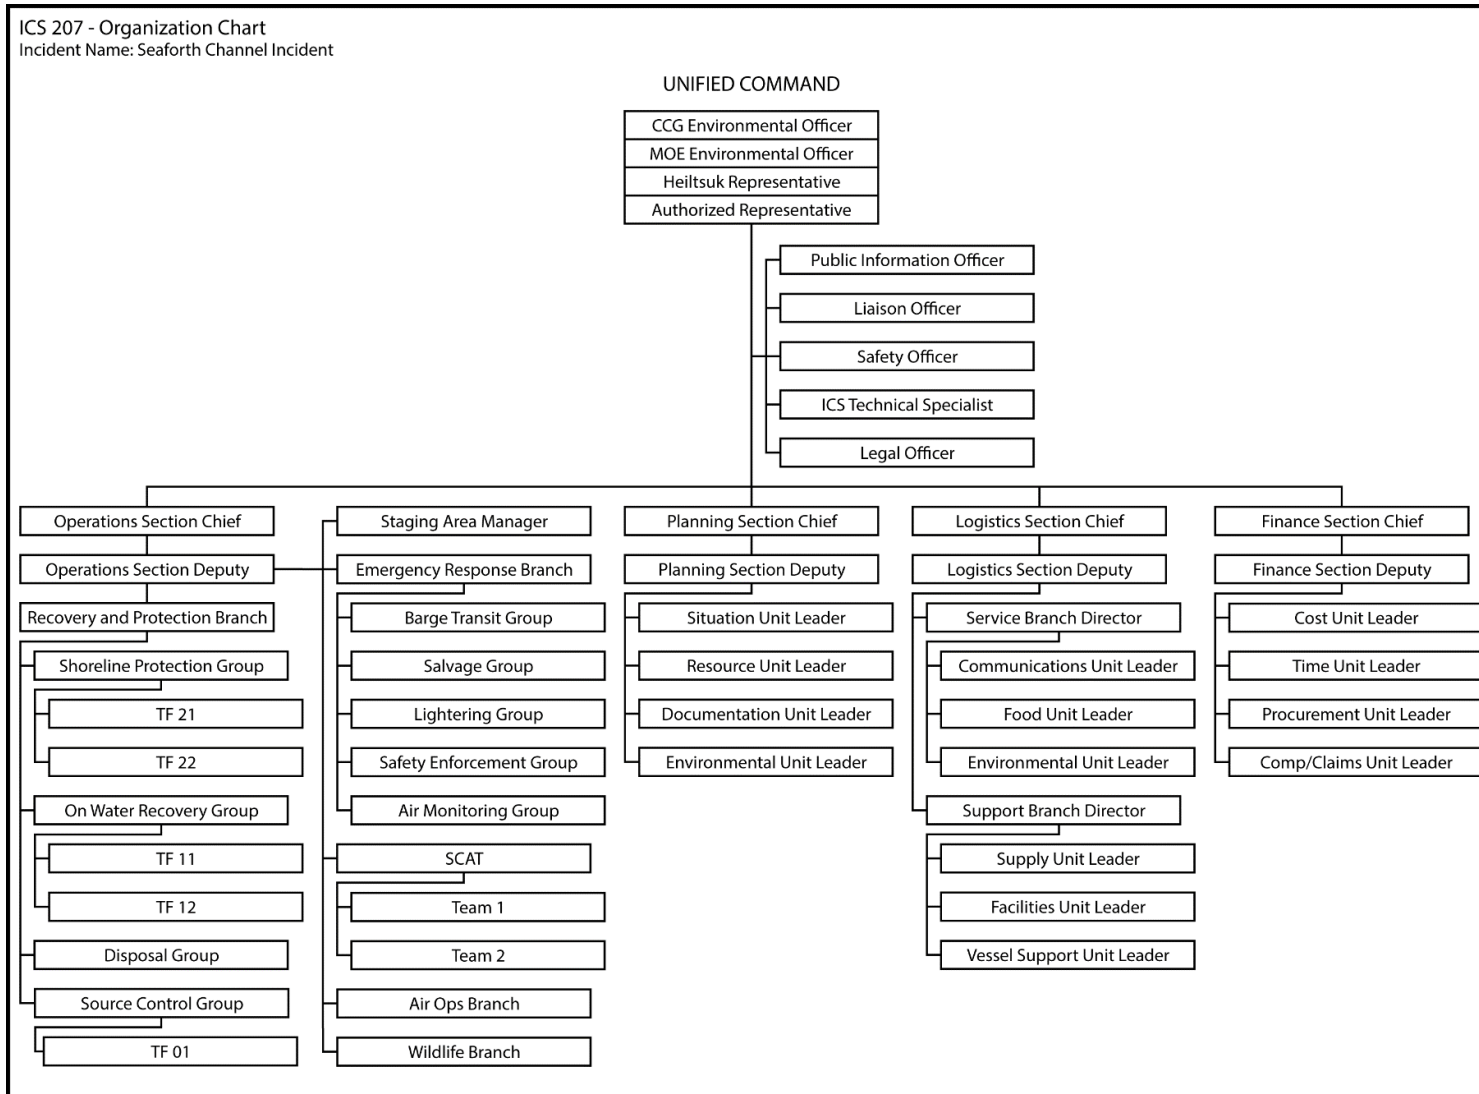 ICS 207 - Organization Chart
Incident Name: Seaforth Channel Incident
UNIFIED COMMAND
CCG Environmental Officer
MOE Environmental Officer
Heiltsuk Representative
Authorized Representative
Public Information Officer
Liaison Officer
Safety Officer
ICS Technical Specialist
Legal Officer
Operations Section Chief
Operations Section Deputy
Recovery and Protection Branch
Shoreline Protection Group
TF 21
TF 22
On Water Recovery Group
TF 11
TF 12
Disposal Group
Source Control Group
TF 01
Staging Area Manager
Emergency Response Branch
Barge Transit Group
Salvage Group
Lightering Group
Safety Enforcement Group
Air Monitoring Group
SCAT
Team 1
Team 2
Air Ops Branch
Wildlife Branch
Planning Section Chief
Planning Section Deputy
Situation Unit Leader
Resource Unit Leader
Documentation Unit Leader
Environmental Unit Leader
Logistics Section Chief
Logistics Section Deputy
Service Branch Director
Communications Unit Leader
Food Unit Leader
Environmental Unit Leader
Support Branch Director
Supply Unit Leader
Facilities Unit Leader
Vessel Support Unit Leader
Finance Section Chief
Finance Section Deputy
Cost Unit Leader
Time Unit Leader
Procurement Unit Leader
Comp/Claims Unit Leader